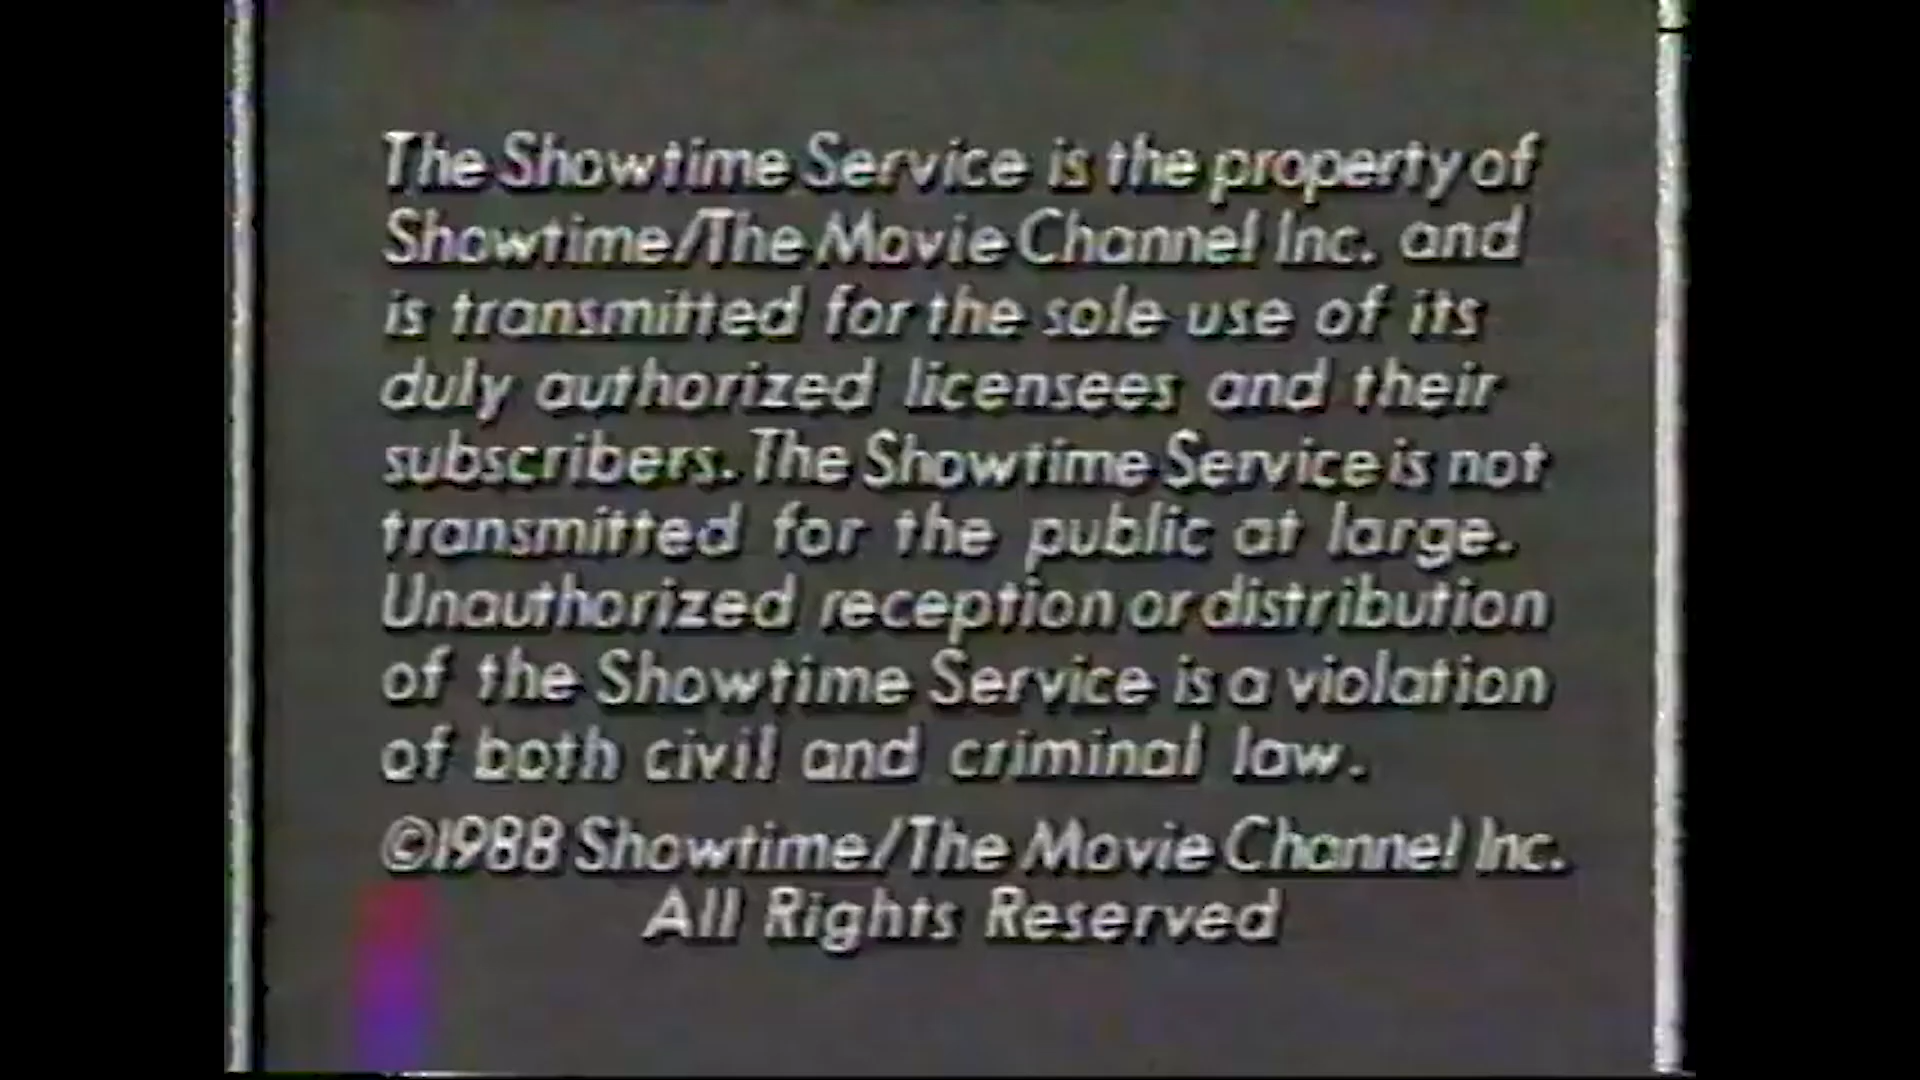 The Showtime Service is the property of
Showtime/The Movie Channel Inc. and
is transmitted for the sole use of its
duly authorized licensees and their
subscribers. The Showtime Service is not
transmitted for the public at large.
Unauthorized reception or distribution
of the Showtime Service is a violation
of both civil and criminal law.
©1988 Showtime/The Movie Channel Inc.
All Rights Reserved